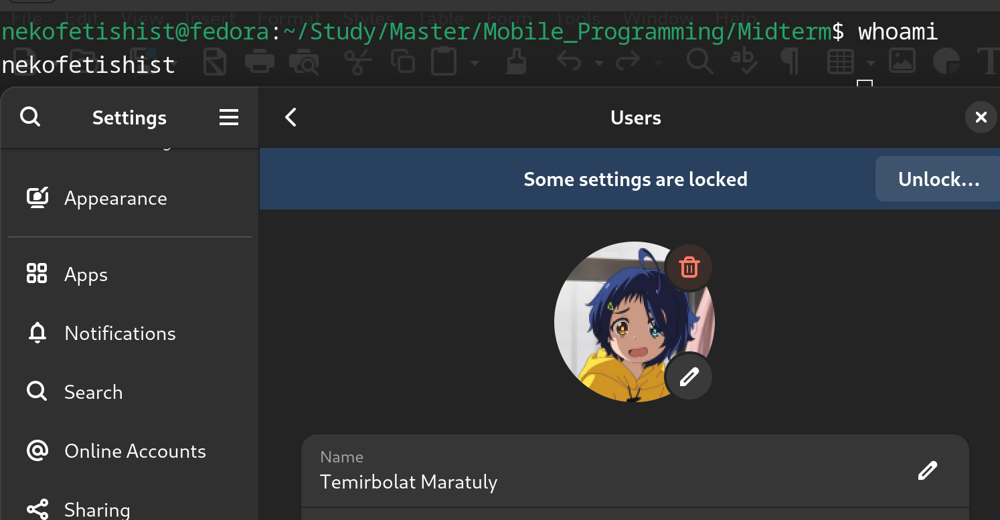 File Edit View Insert Format Styles Table Form Tools Window Help
nekofetishist@fedora:~/Study/Master/Mobile_Programming/Midterm$ whoami
nekofetishist
Settings
Users
Some settings are locked
Unlock...
Appearance
Apps
Notifications
Search
Online Accounts
Sharing
Name
Temirbolat Maratuly